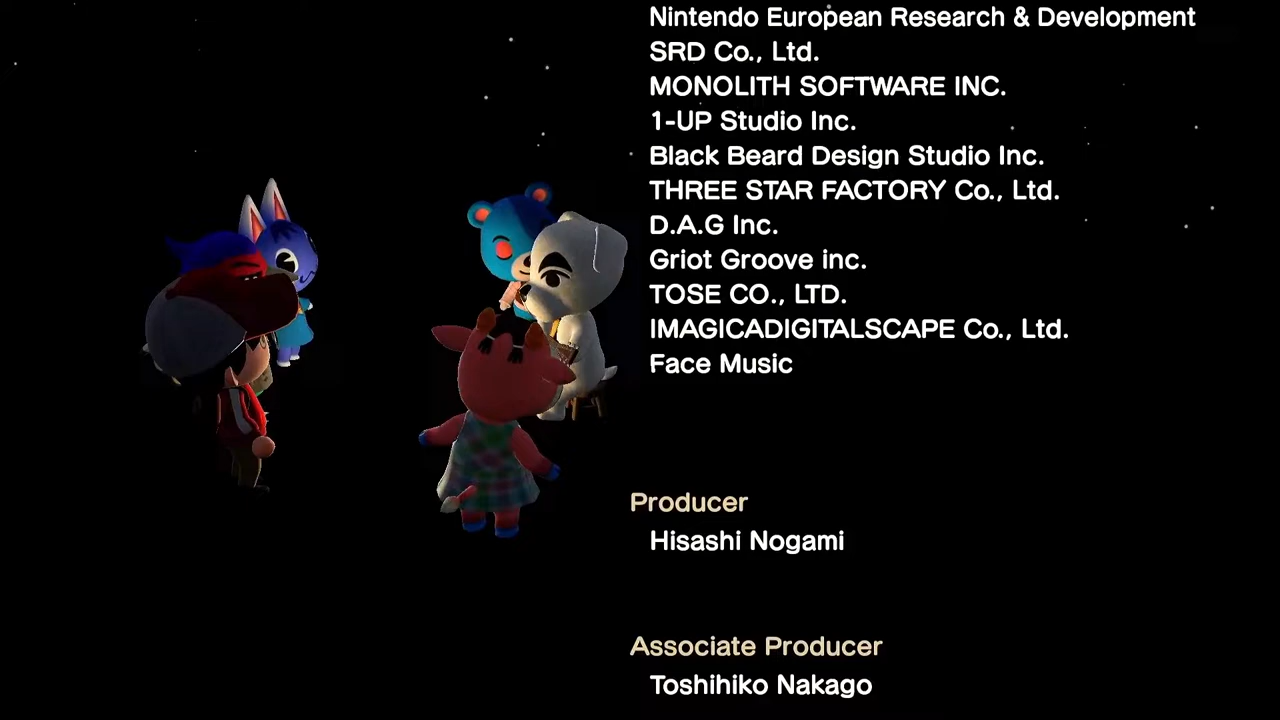 Nintendo European Research & Development
SRD Co., Ltd.
MONOLITH SOFTWARE INC.
1-UP Studio Inc.
Black Beard Design Studio Inc.
THREE STAR FACTORY Co., Ltd.
D.A.G Inc.
Griot Groove inc.
TOSE CO., LTD.
IMAGICADIGITALSCAPE Co., Ltd.
Face Music
Producer
Hisashi Nogami
Associate Producer
Toshihiko Nakago